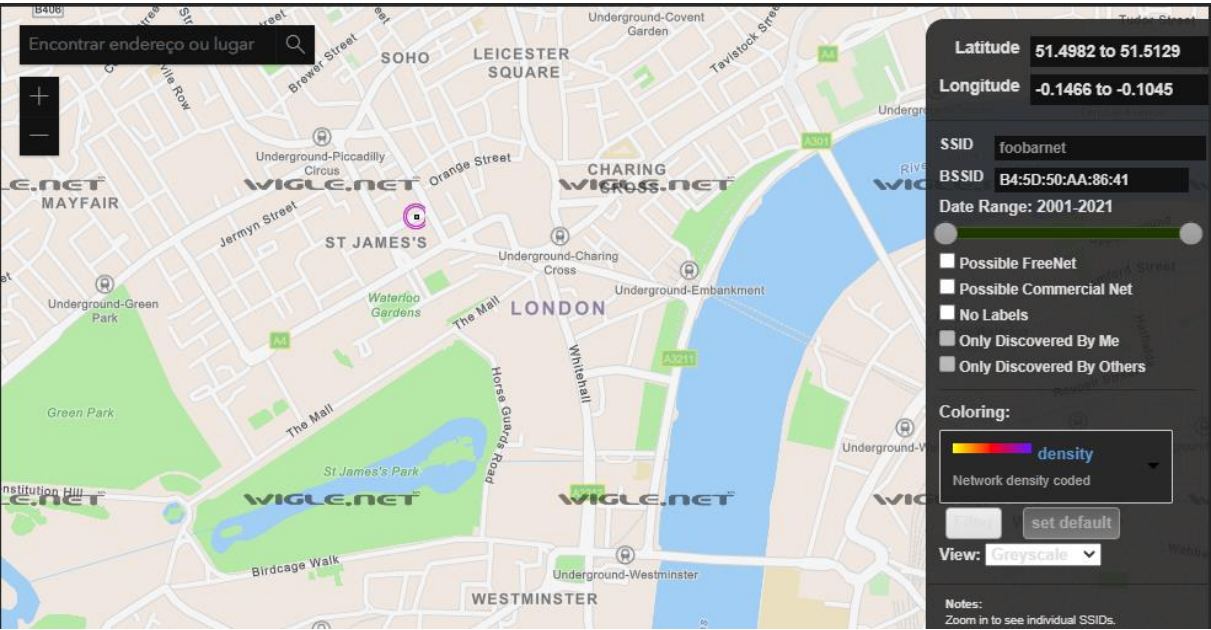 B408
Underground-Covent
Garden
Encontrar endereço ou lugar
SOHO
LEICESTER
SQUARE
Brewer Street
Street
Tavistock Street
A4
Row
+
−
Underground-Piccadilly
Circus
Orange Street
A301
CHARING
CROSS
WIGLE.NET
WIGLE.NET
MAYFAIR
Jermyn Street
ST JAMES'S
Underground-Charing
Cross
Underground-Embankment
Underground-Green
Park
Waterloo
Gardens
The Mall
LONDON
A4
Whitehall
A3211
Horse Guards Road
Green Park
The Mall
St James's Park
WIGLE.NET
WIGLE.NET
Birdcage Walk
Underground-Westminster
WESTMINSTER
Latitude 51.4982 to 51.5129
Longitude -0.1466 to -0.1045
SSID foobarnet
BSSID B4:5D:50:AA:86:41
Date Range: 2001-2021
Possible FreeNet
Possible Commercial Net
No Labels
Only Discovered By Me
Only Discovered By Others
Coloring:
density
Network density coded
set default
View: Greyscale
Notes:
Zoom in to see individual SSIDs.